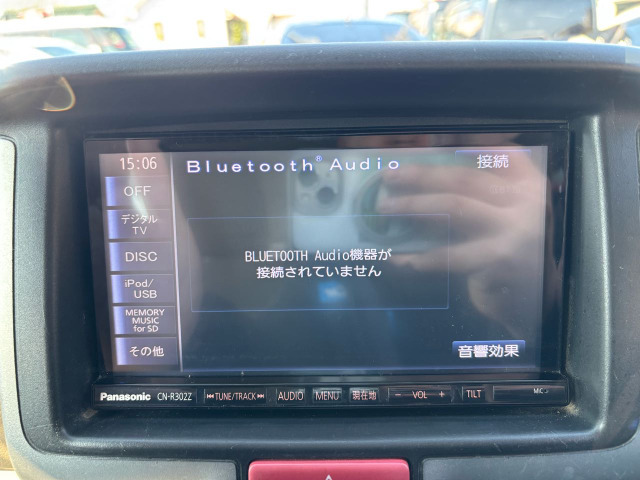 15:06
Bluetooth® Audio
接続
OFF
デジタル
TV
DISC
iPod/
USB
MEMORY
MUSIC
for SD
その他
BLUETOOTH Audio機器が
接続されていません
音響効果
Panasonic CN-R302Z TUNE/TRACK AUDIO MENU 現在地 − VOL + TILT